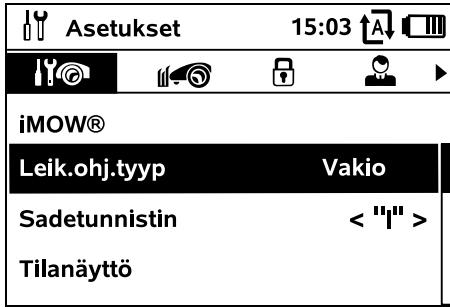 Asetukset 15:03 A
iMOW®
Leik.ohj.tyyp Vakio
Sadetunnistin < "I" >
Tilanäyttö